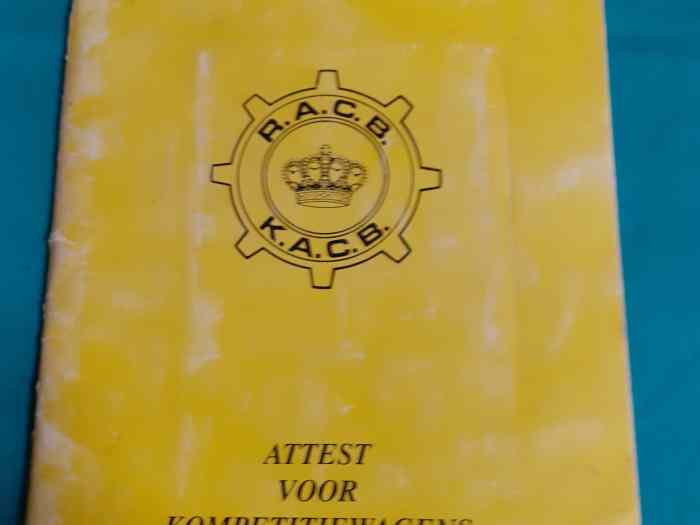 R.A.C.B.
K.A.C.B.
ATTEST
VOOR
KOMPETITIEWAGENS